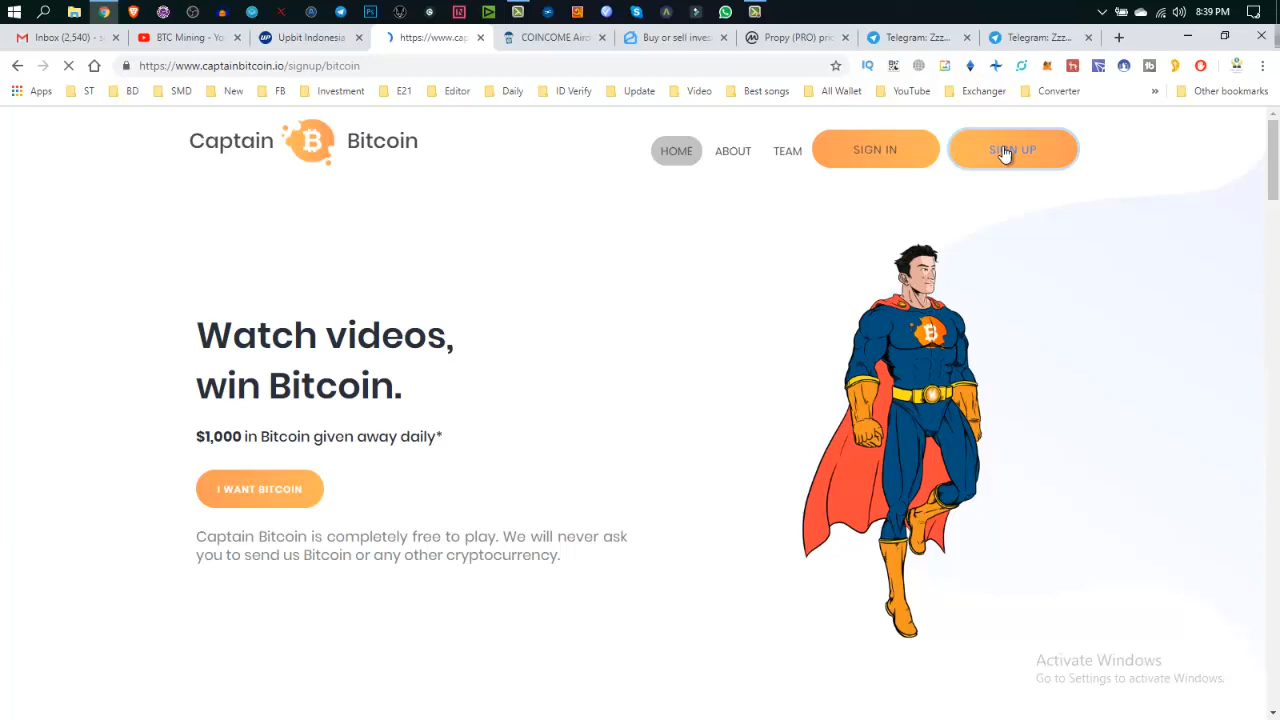 8:39 PM
Inbox (2,540) - s
BTC Mining - Yo
Upbit Indonesia
https://www.cap
COINCOME Aird
Buy or sell inves
Propy (PRO) pric
Telegram: Zzz...
Telegram: Zzz...
https://www.captainbitcoin.io/signup/bitcoin
Apps ST BD SMD New FB Investment E21 Editor Daily ID Verify Update Video Best songs All Wallet YouTube Exchanger Converter » Other bookmarks
Captain Bitcoin
HOME ABOUT TEAM SIGN IN SIGN UP
Watch videos,
win Bitcoin.
$1,000 in Bitcoin given away daily*
I WANT BITCOIN
Captain Bitcoin is completely free to play. We will never ask
you to send us Bitcoin or any other cryptocurrency.
Activate Windows
Go to Settings to activate Windows.